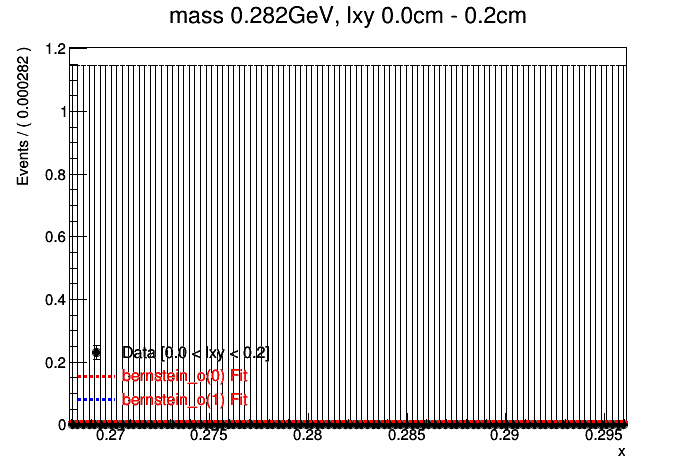 mass 0.282GeV, lxy 0.0cm - 0.2cm
Events / ( 0.000282 )
1.2
1
0.8
0.6
0.4
0.2
0
Data [0.0 < lxy < 0.2]
bernstein_o(0) Fit
bernstein_o(1) Fit
0.27 0.275 0.28 0.285 0.29 0.295
x